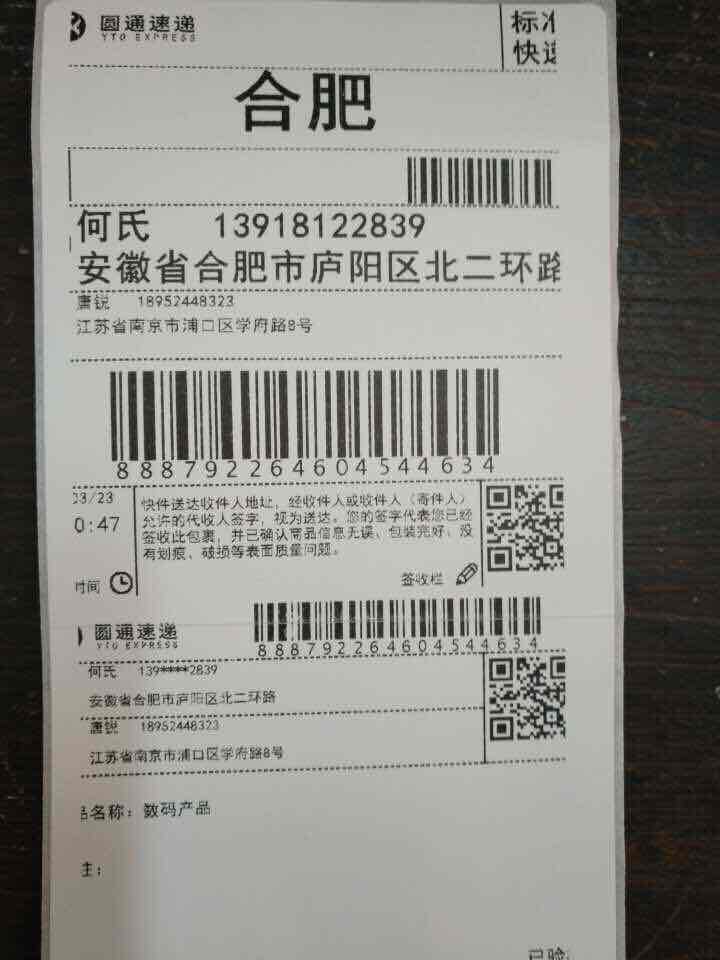 圆通速递
YTO EXPRESS
标准
快递
合肥
何氏 13918122839
安徽省合肥市庐阳区北二环路
唐锐 18952448323
江苏省南京市浦口区学府路8号
888792264604544634
03/23
0:47
时间
快件送达收件人地址，经收件人或收件人（寄件人）
允许的代收人签字，视为送达。您的签字代表您已经
签收此包裹，并已确认商品信息无误、包装完好、没
有划痕、破损等表面质量问题。
签收栏
圆通速递
YTO EXPRESS
888792264604544634
何氏 139****2839
安徽省合肥市庐阳区北二环路
唐锐 18952448323
江苏省南京市浦口区学府路8号
品名称：数码产品
注：
已验